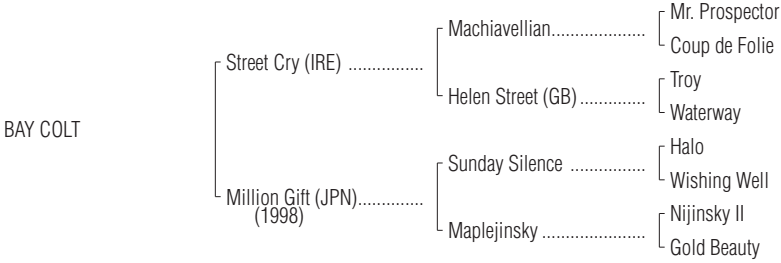 Mr. Prospector
Machiavellian....................
Coup de Folie
Street Cry (IRE) ................
Troy
Helen Street (GB)..............
Waterway
BAY COLT
Halo
Sunday Silence ................
Wishing Well
Million Gift (JPN)..............
(1998)
Nijinsky II
Maplejinsky ......................
Gold Beauty